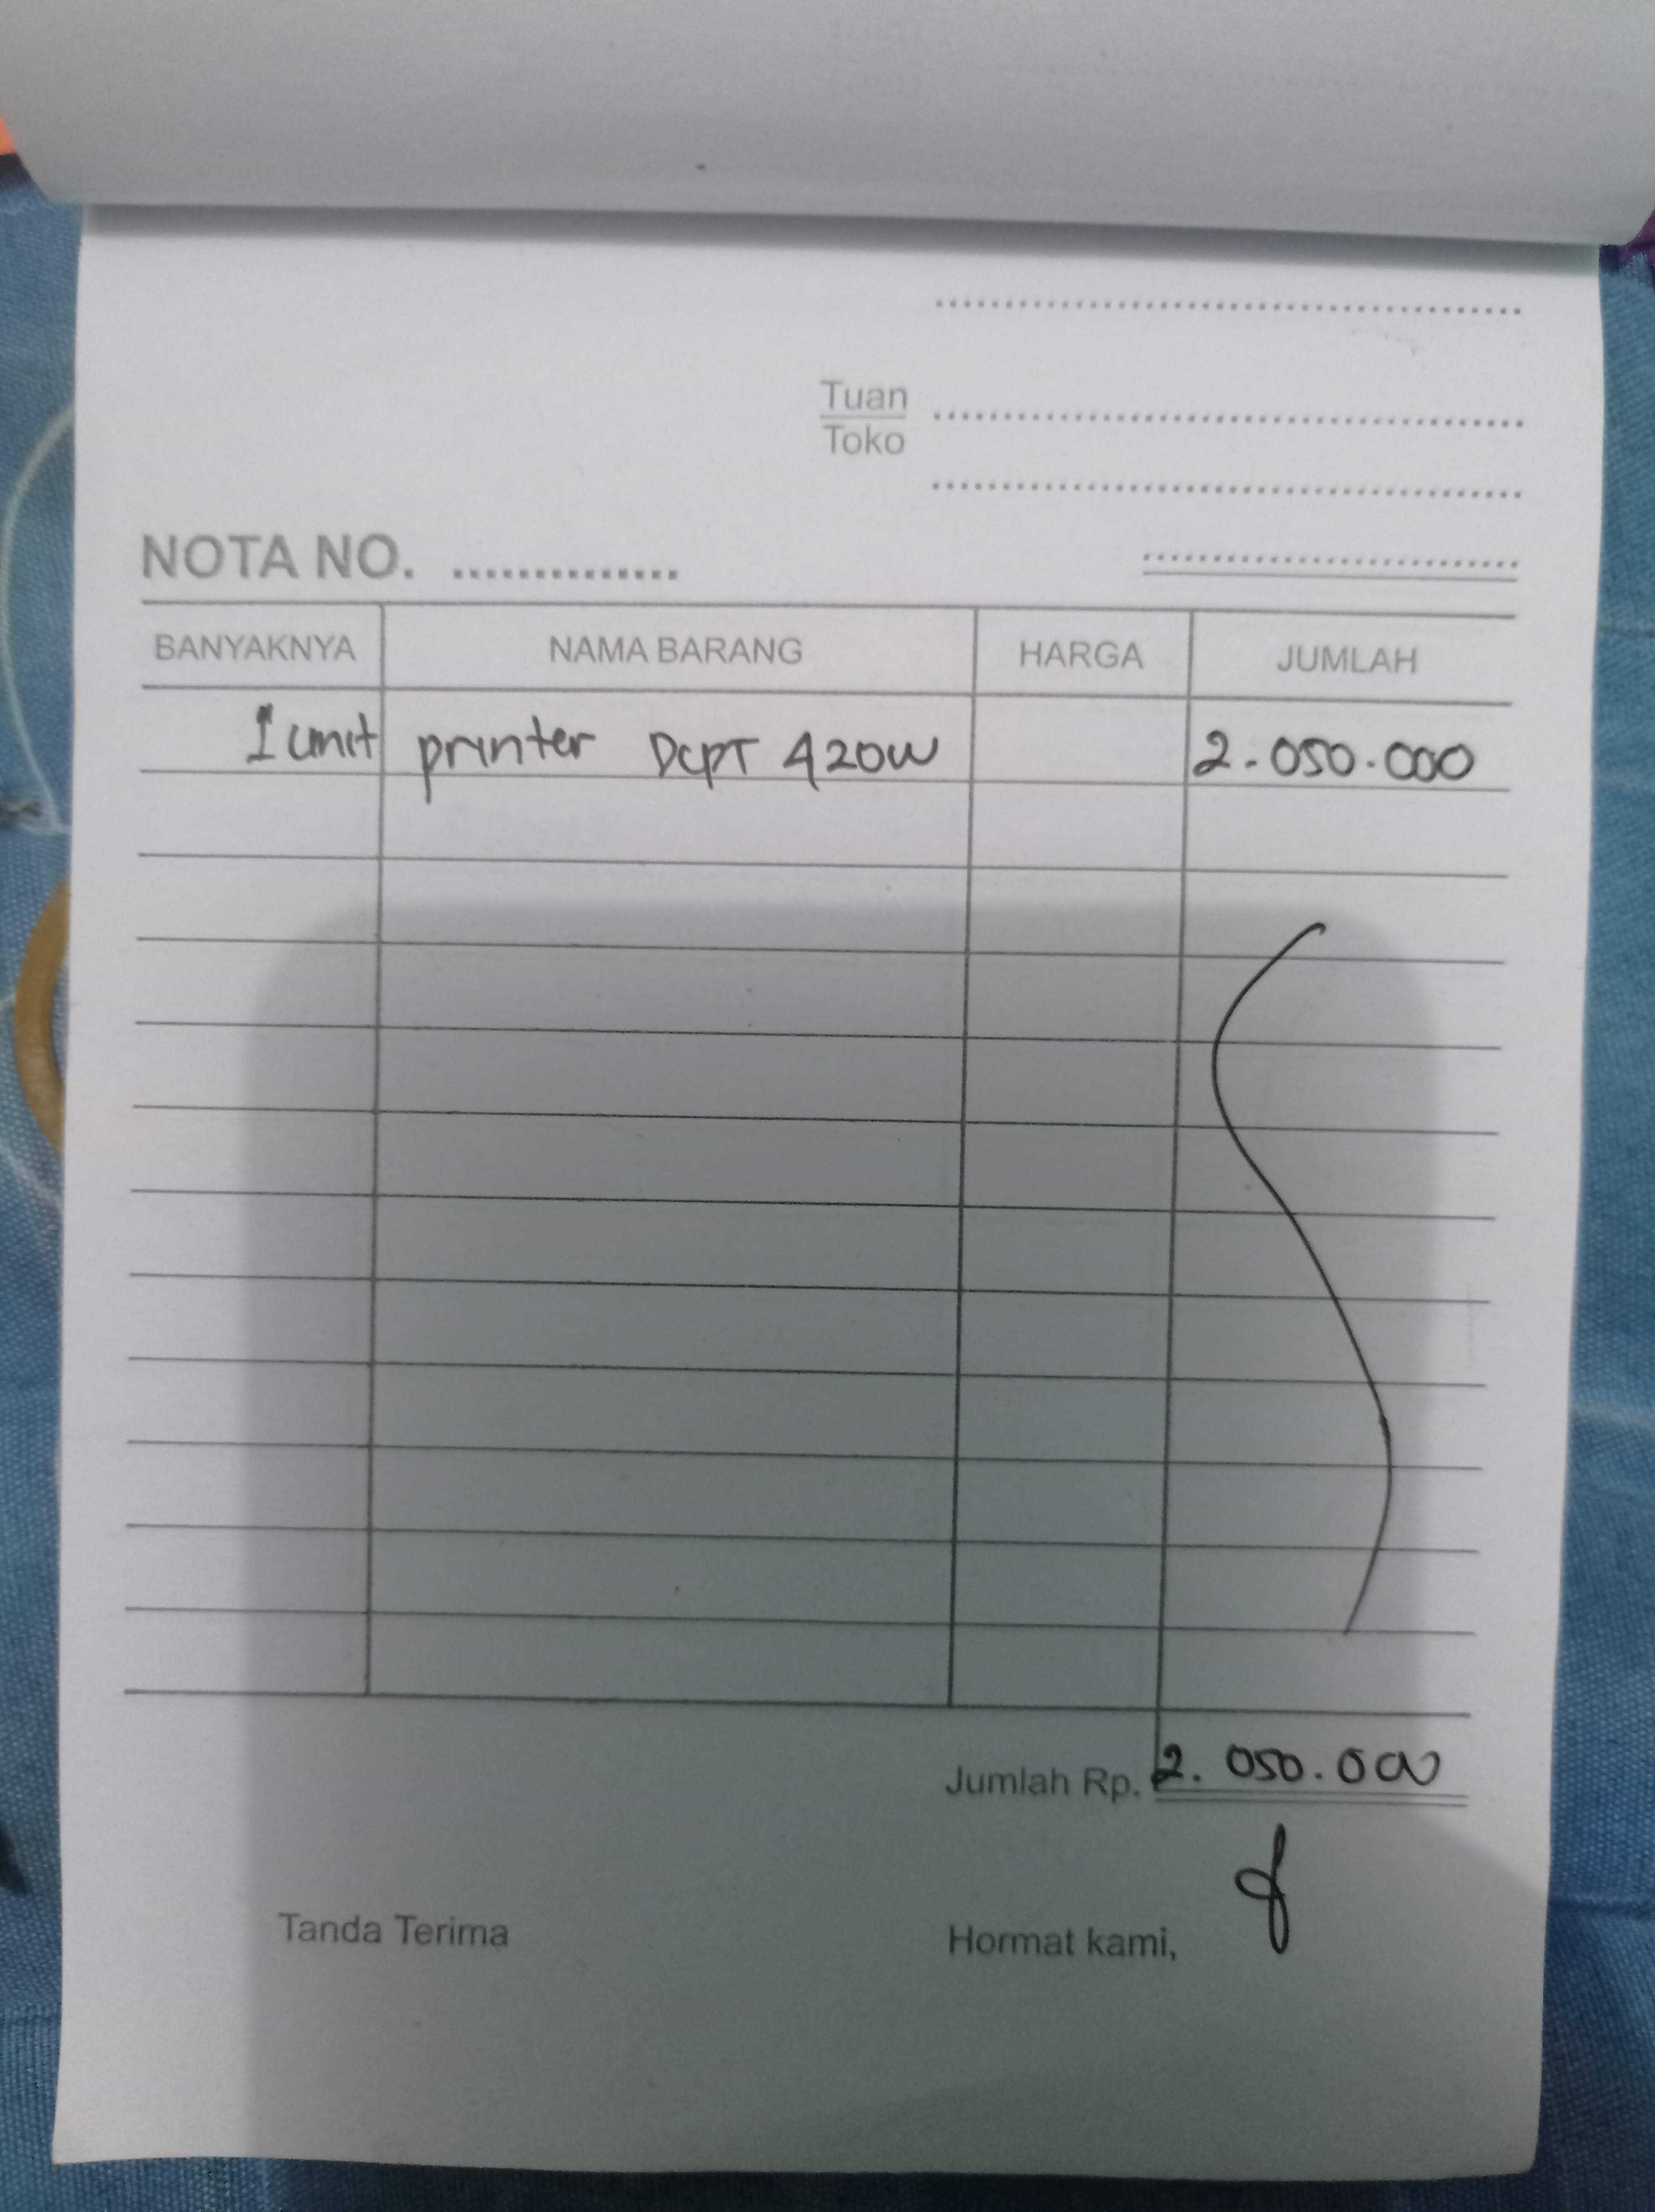 Tuan
Toko
NOTA NO. ..............
BANYAKNYA NAMA BARANG HARGA JUMLAH
1 unit printer DCPT 420W 2.050.000
Jumlah Rp. 2.050.000
Tanda Terima Hormat kami,